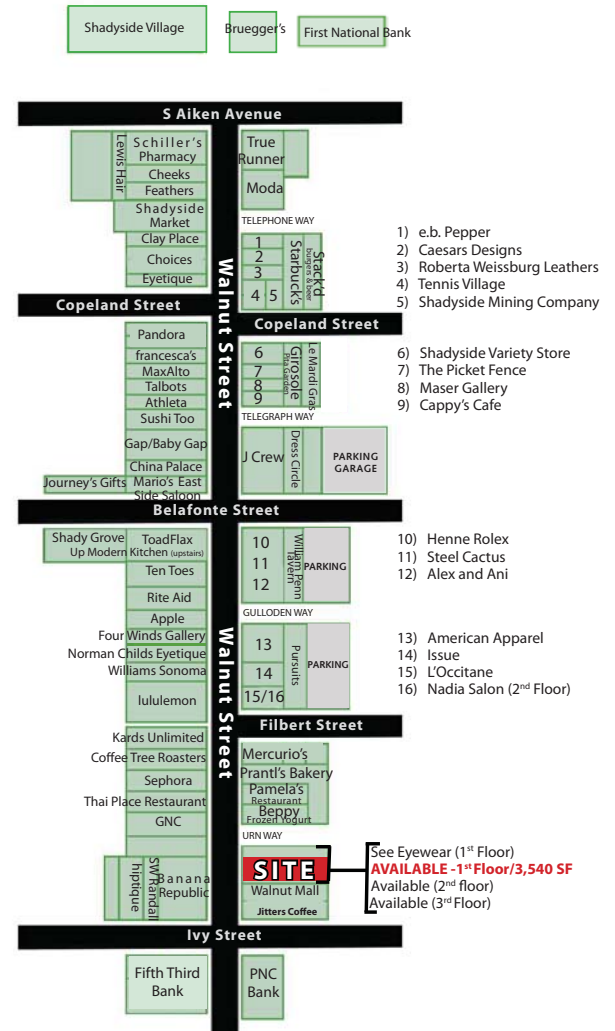 Shadyside Village
Bruegger's
First National Bank
S Aiken Avenue
Lewis Hair
Schiller's
Pharmacy
Cheeks
Feathers
Shadyside
Market
Clay Place
Choices
Eyetique
True
Runner
Moda
TELEPHONE WAY
1
2
3
4 5
Starbuck's
Stack'd
burgers & beer
1) e.b. Pepper
2) Caesars Designs
3) Roberta Weissburg Leathers
4) Tennis Village
5) Shadyside Mining Company
Walnut Street
Copeland Street
Copeland Street
Pandora
francesca's
MaxAlto
Talbots
Athleta
Sushi Too
Gap/Baby Gap
China Palace
Journey's Gifts
Mario's East
Side Saloon
6
7
8
9
Girosole
Pita Garden
Le Mardi Gras
6) Shadyside Variety Store
7) The Picket Fence
8) Maser Gallery
9) Cappy's Cafe
TELEGRAPH WAY
J Crew
Dress Circle
PARKING
GARAGE
Belafonte Street
Shady Grove
ToadFlax
Up Modern Kitchen (upstairs)
Ten Toes
Rite Aid
Apple
Four Winds Gallery
Norman Childs Eyetique
Williams Sonoma
lululemon
10
11
12
William Penn
Tavern
PARKING
10) Henne Rolex
11) Steel Cactus
12) Alex and Ani
GULLODEN WAY
13
14
15/16
Pursuits
PARKING
13) American Apparel
14) Issue
15) L'Occitane
16) Nadia Salon (2nd Floor)
Walnut Street
Filbert Street
Kards Unlimited
Coffee Tree Roasters
Sephora
Thai Place Restaurant
GNC
SW Randall
hiptique
Banana
Republic
Mercurio's
Prantl's Bakery
Pamela's
Restaurant
Beppy
Frozen Yogurt
URN WAY
SITE
Walnut Mall
Jitters Coffee
See Eyewear (1st Floor)
AVAILABLE -1st Floor/3,540 SF
Available (2nd floor)
Available (3rd Floor)
Ivy Street
Fifth Third
Bank
PNC
Bank